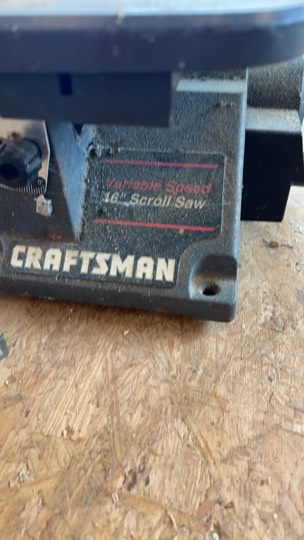 Variable Speed
16" Scroll Saw
CRAFTSMAN